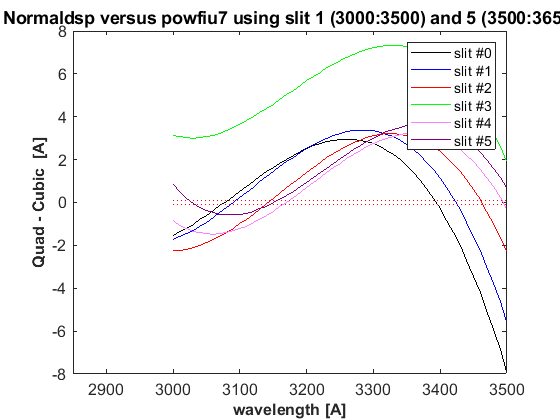 Normaldsp versus powfiu7 using slit 1 (3000:3500) and 5 (3500:365
8
6
4
2
0
-2
-4
-6
-8
Quad - Cubic [A]
slit #0
slit #1
slit #2
slit #3
slit #4
slit #5
2900 3000 3100 3200 3300 3400 3500
wavelength [A]